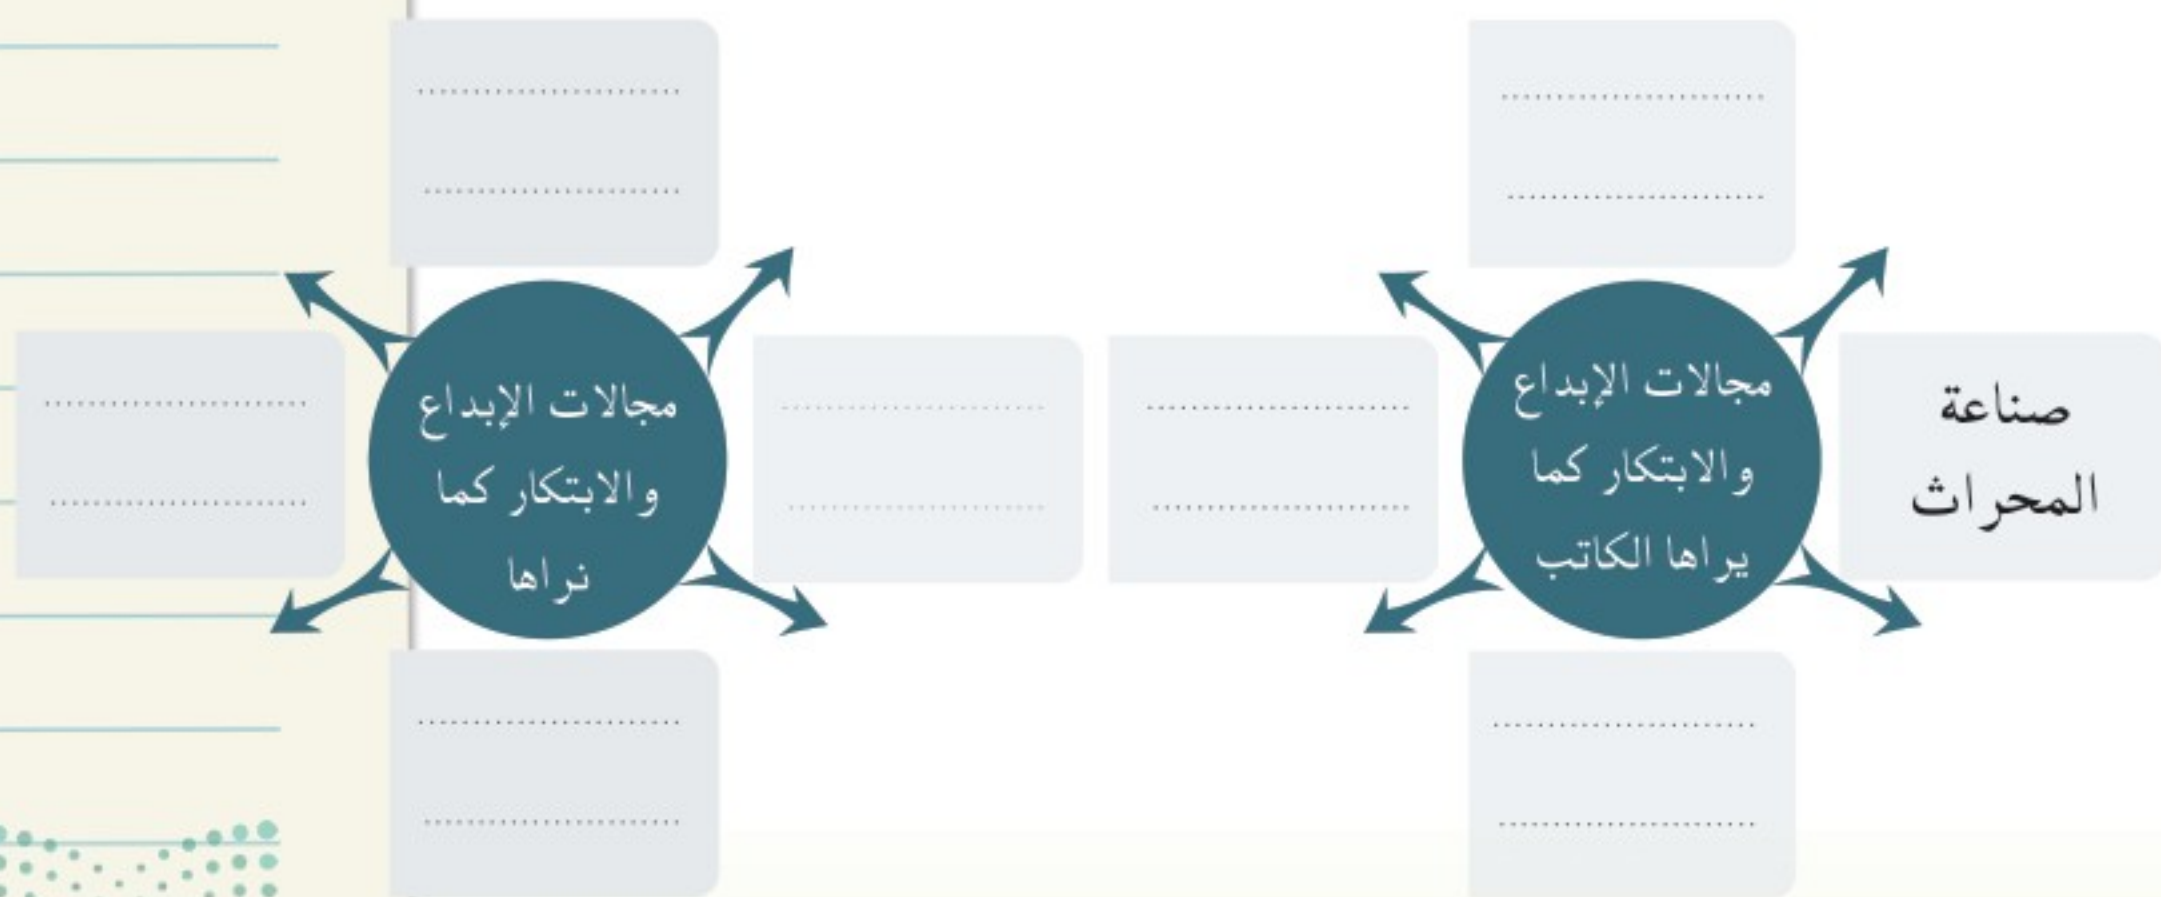 صناعة
المحراث
مجالات الإبداع
والابتكار كما
يراها الكاتب
مجالات الإبداع
والابتكار كما
نراها